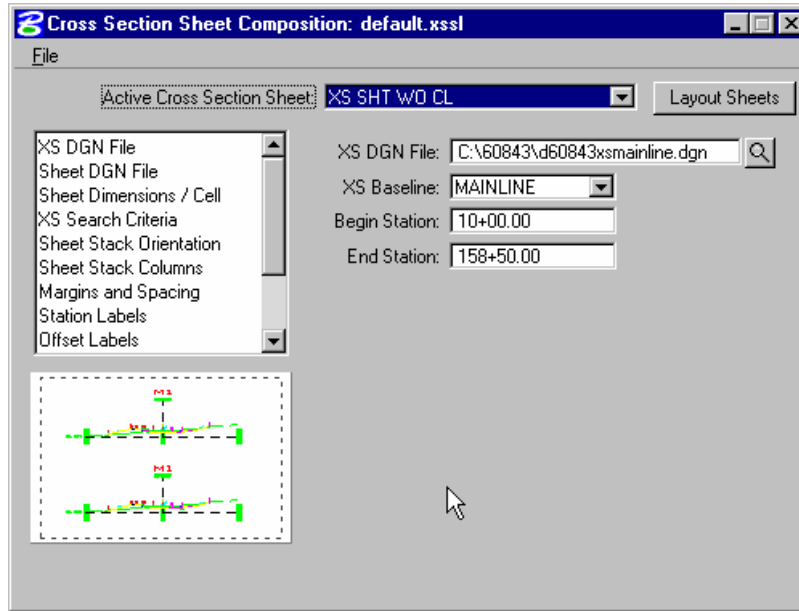 Cross Section Sheet Composition: default.xssl
File
Active Cross Section Sheet: XS SHT WO CL Layout Sheets
XS DGN File
Sheet DGN File
Sheet Dimensions / Cell
XS Search Criteria
Sheet Stack Orientation
Sheet Stack Columns
Margins and Spacing
Station Labels
Offset Labels
XS DGN File: C:\60843\d60843xsmainline.dgn
XS Baseline: MAINLINE
Begin Station: 10+00.00
End Station: 158+50.00
M1
M1